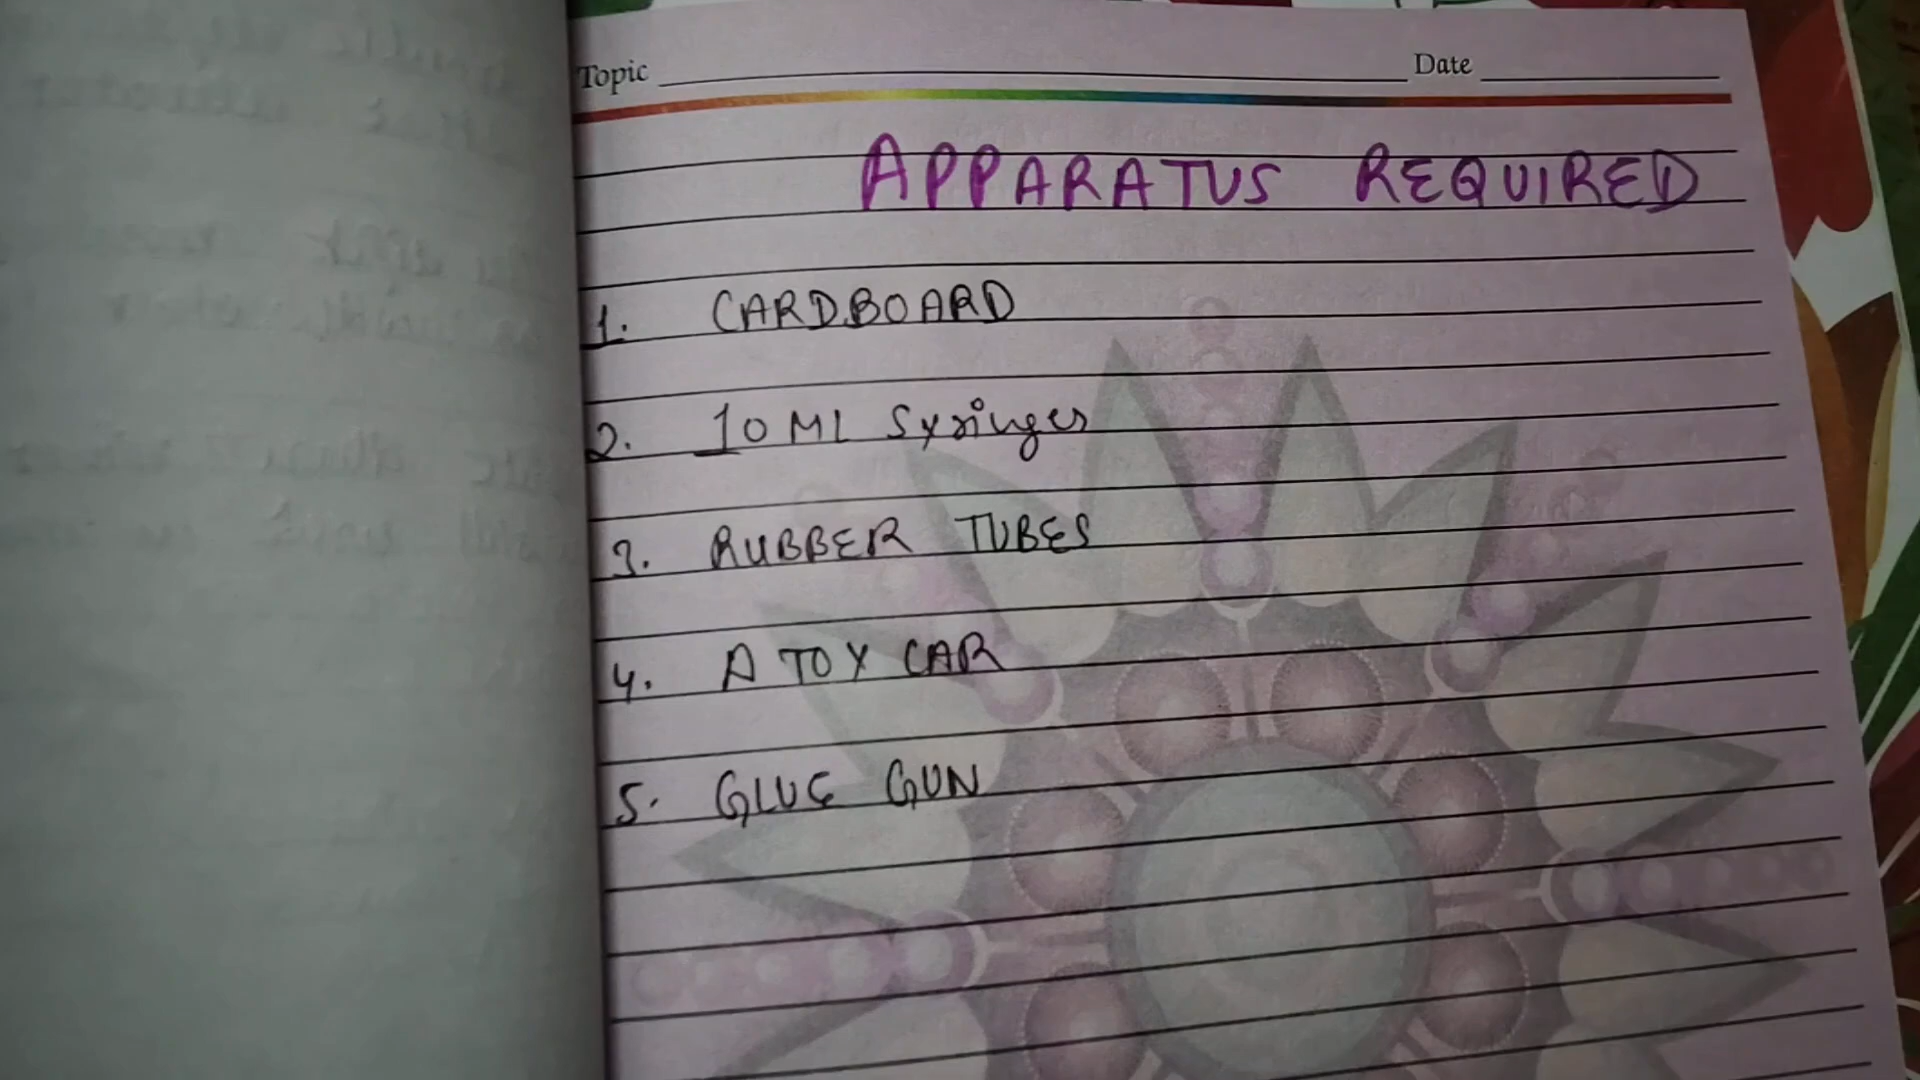 Topic Date
APPARATUS REQUIRED
1. CARDBOARD
2. 10 ML Syringes
3. RUBBER TUBES
4. A TOY CAR
5. GLUE GUN